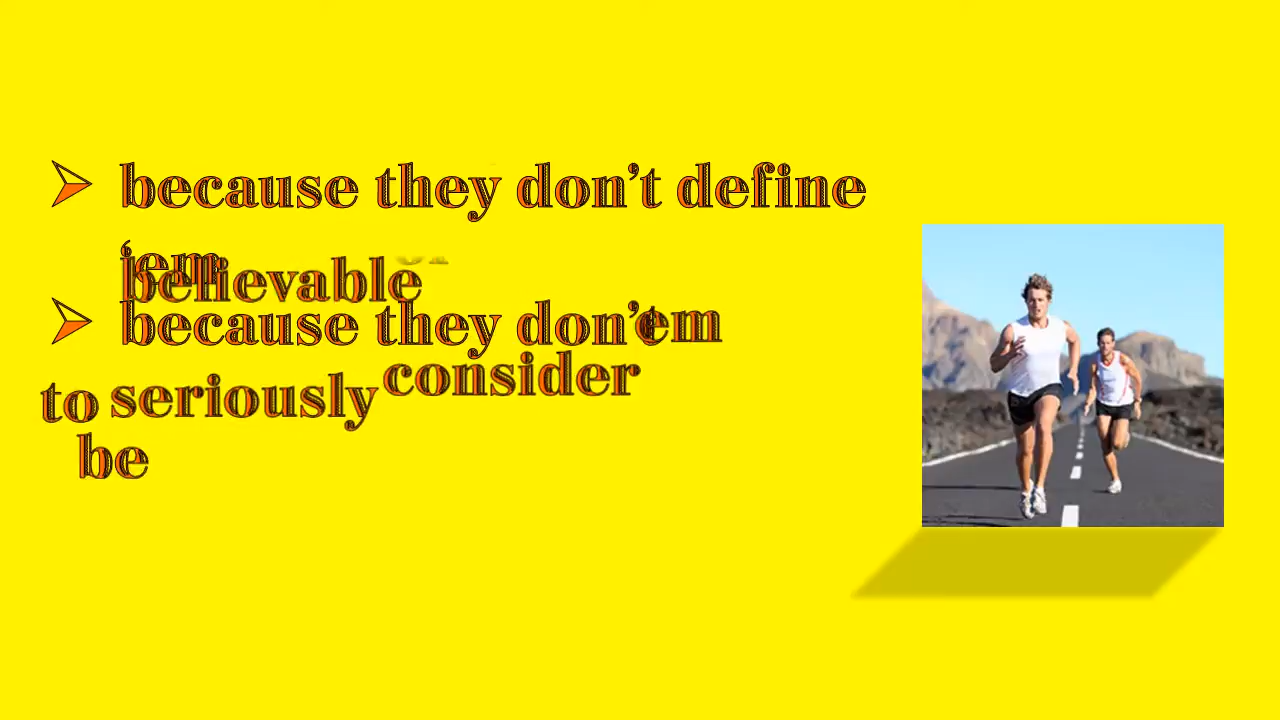 because they don’t define
‘em
believable
because they don’t em
to seriously consider
be